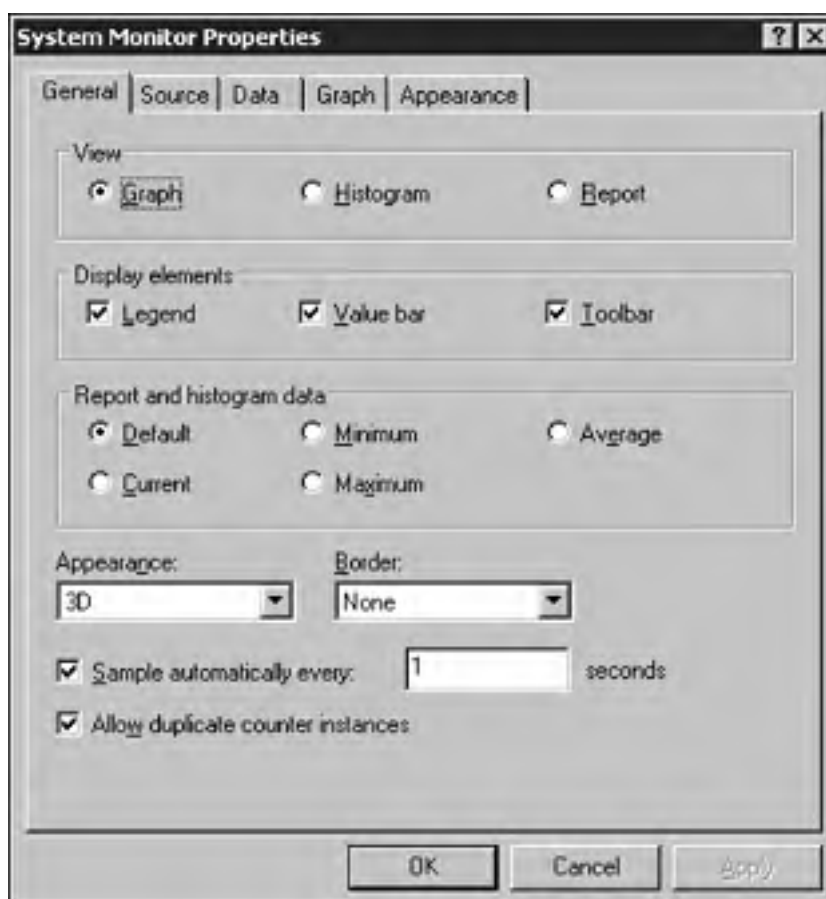 System Monitor Properties
General Source Data Graph Appearance
View
Graph Histogram Report
Display elements
Legend Value bar Toolbar
Report and histogram data
Default Minimum Average
Current Maximum
Appearance: Border:
3D None
Sample automatically every: 1 seconds
Allow duplicate counter instances
OK Cancel Apply